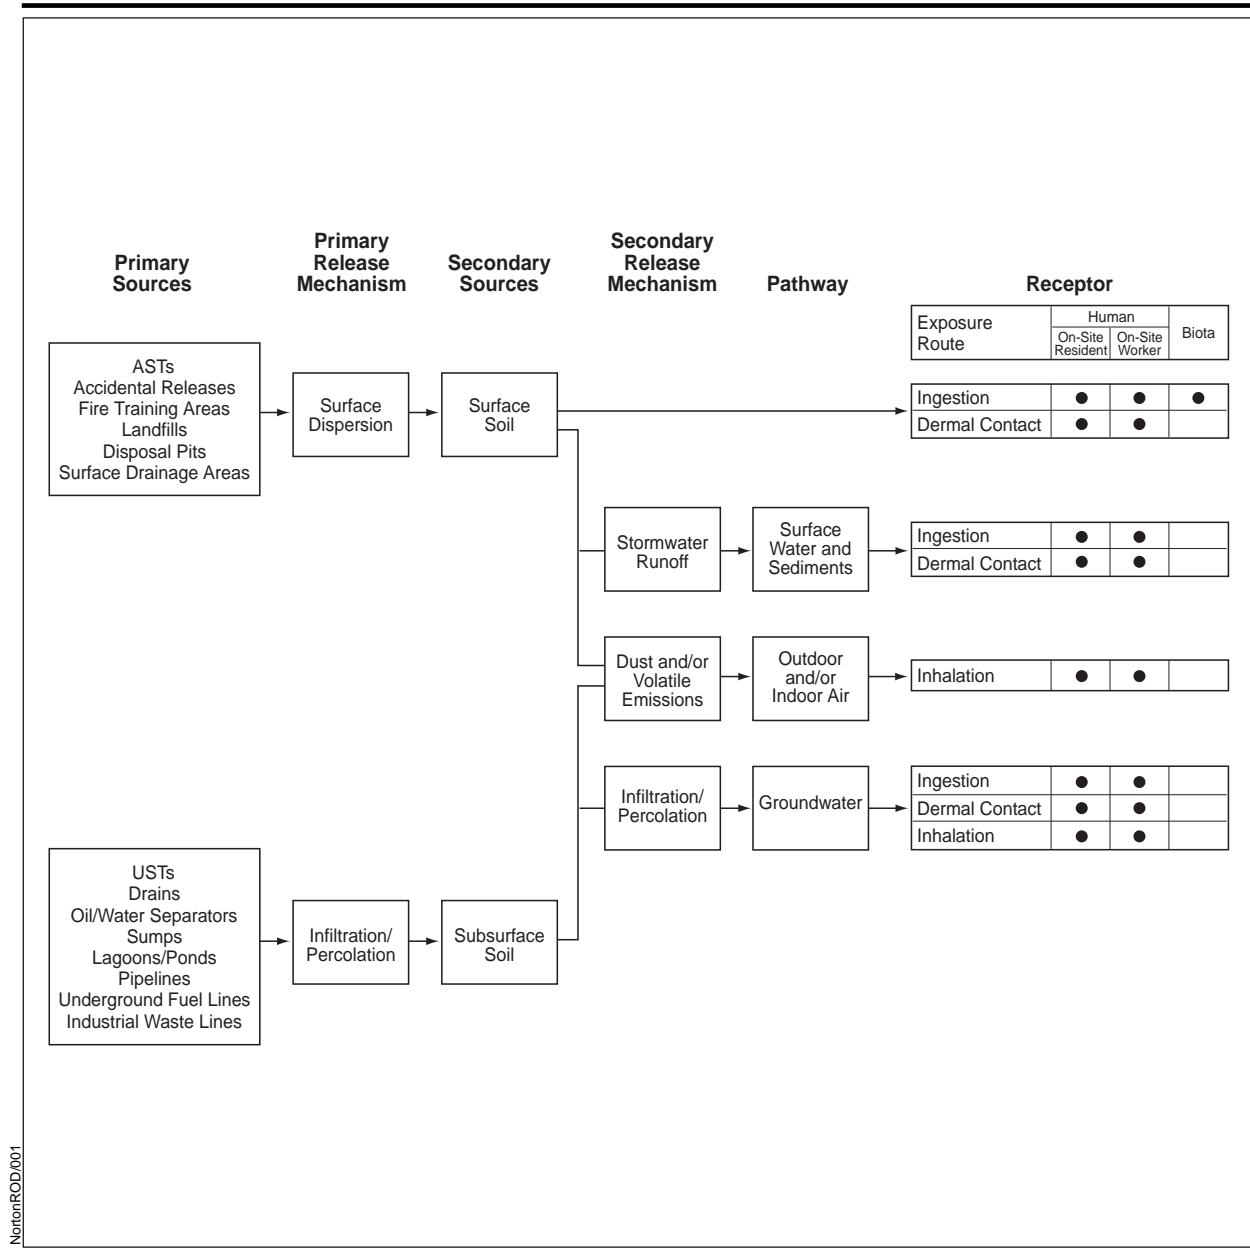 Primary
Sources
Primary
Release
Mechanism
Secondary
Sources
Secondary
Release
Mechanism
Pathway
Receptor
Exposure
Route
Human
On-Site
Resident
On-Site
Worker
Biota
ASTs
Accidental Releases
Fire Training Areas
Landfills
Disposal Pits
Surface Drainage Areas
Surface
Dispersion
Surface
Soil
Ingestion
Dermal Contact
Stormwater
Runoff
Surface
Water and
Sediments
Ingestion
Dermal Contact
Dust and/or
Volatile
Emissions
Outdoor
and/or
Indoor Air
Inhalation
Infiltration/
Percolation
Groundwater
Ingestion
Dermal Contact
Inhalation
USTs
Drains
Oil/Water Separators
Sumps
Lagoons/Ponds
Pipelines
Underground Fuel Lines
Industrial Waste Lines
Infiltration/
Percolation
Subsurface
Soil
NortonROD/001